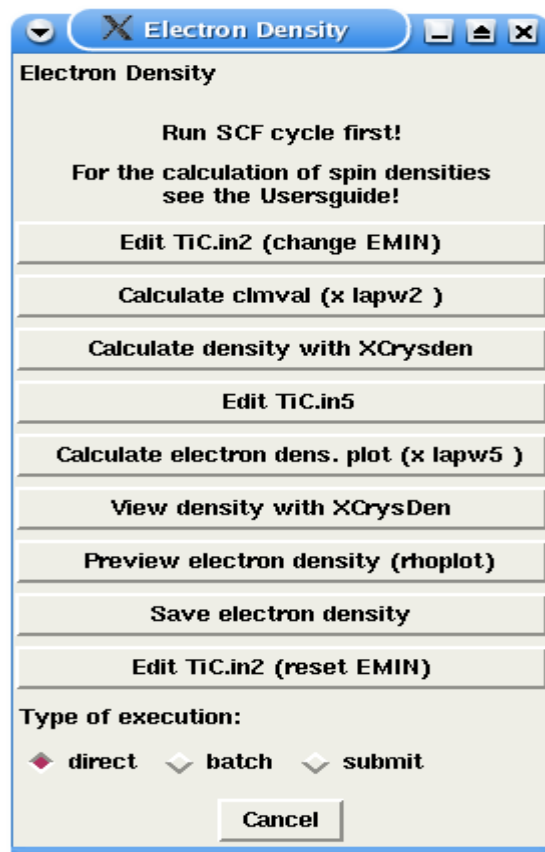 Electron Density
Electron Density
Run SCF cycle first!
For the calculation of spin densities
see the Usersguide!
Edit TiC.in2 (change EMIN)
Calculate clmval (x lapw2 )
Calculate density with XCrysden
Edit TiC.in5
Calculate electron dens. plot (x lapw5 )
View density with XCrysDen
Preview electron density (rhoplot)
Save electron density
Edit TiC.in2 (reset EMIN)
Type of execution:
direct batch submit
Cancel